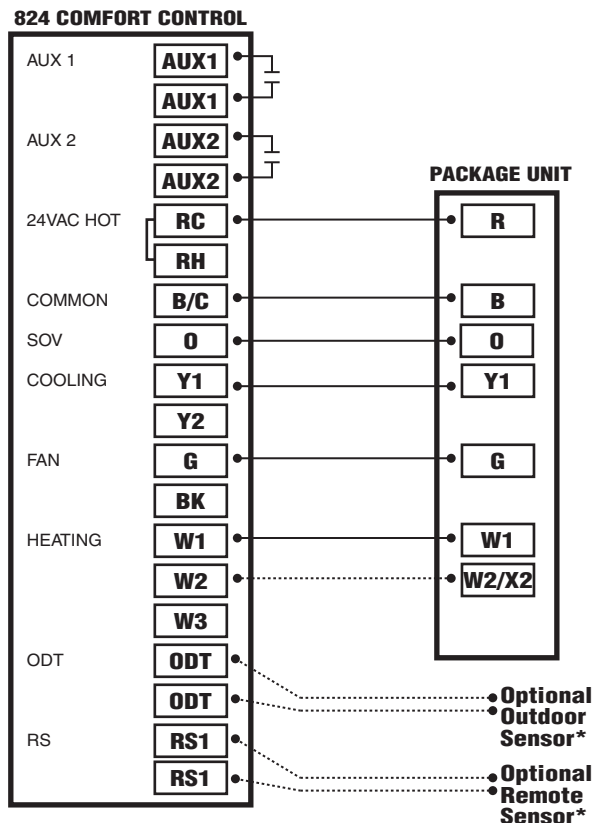 824 COMFORT CONTROL
AUX 1 AUX1
AUX1
AUX 2 AUX2
AUX2
PACKAGE UNIT
24VAC HOT RC R
RH
COMMON B/C B
SOV O O
COOLING Y1 Y1
Y2
FAN G G
BK
HEATING W1 W1
W2 W2/X2
W3
ODT ODT
ODT
Optional
Outdoor
Sensor*
RS RS1
RS1
Optional
Remote
Sensor*